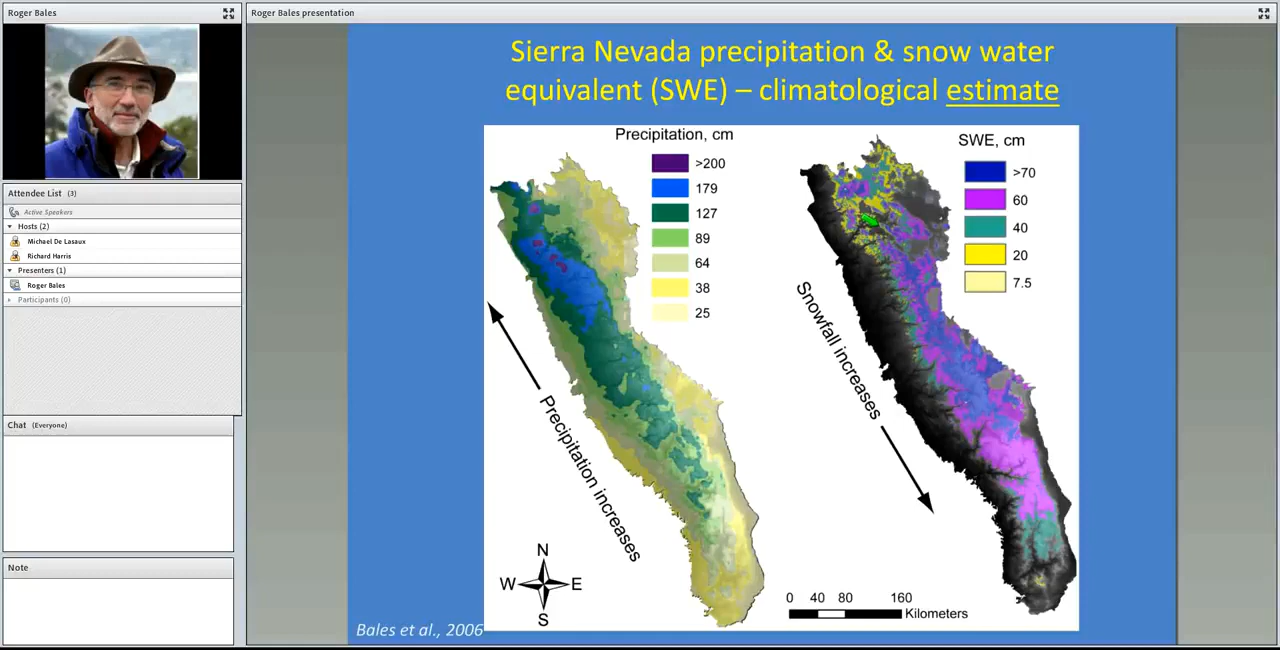 Roger Bales
Attendee List (3)
Active Speakers
Hosts (2)
Michael De Lasaux
Richard Harris
Presenters (1)
Roger Bales
Participants (0)
Chat (Everyone)
Note
Roger Bales presentation
Sierra Nevada precipitation & snow water
equivalent (SWE) – climatological estimate
Precipitation, cm
>200
179
127
89
64
38
25
Precipitation increases
N
W E
S
SWE, cm
>70
60
40
20
7.5
Snowfall increases
0 40 80 160
Kilometers
Bales et al., 2006